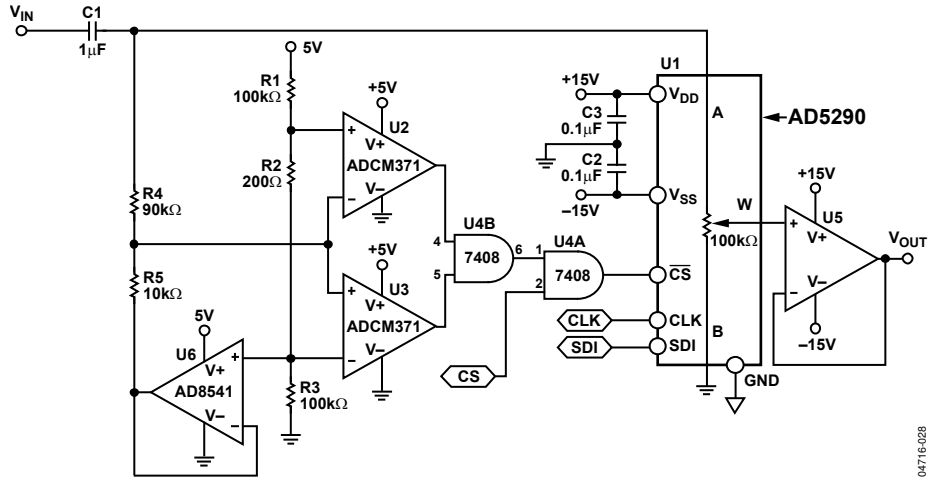 VIN
C1
1µF
5V
R1
100kΩ
+5V
U2
V+
ADCM371
V–
+
–
R2
200Ω
R4
90kΩ
R5
10kΩ
+5V
U3
V+
ADCM371
V–
+
–
5V
U6
V+
AD8541
V–
+
–
R3
100kΩ
U4B
4
5
7408
6
U4A
1
2
7408
CS
+15V
C3
0.1µF
C2
0.1µF
–15V
U1
VDD
A
AD5290
VSS
W
100kΩ
CS
CLK
CLK
SDI
SDI
B
GND
+15V
U5
V+
V–
+
–
–15V
VOUT
04716-028